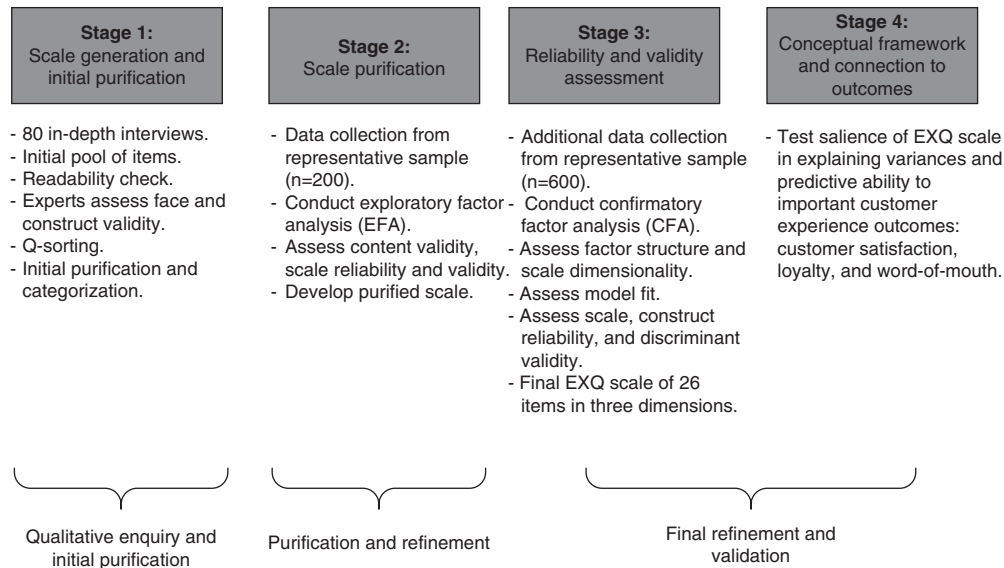 Stage 1:
Scale generation and
initial purification
- 80 in-depth interviews.
- Initial pool of items.
- Readability check.
- Experts assess face and
construct validity.
- Q-sorting.
- Initial purification and
categorization.
Stage 2:
Scale purification
- Data collection from
representative sample
(n=200).
- Conduct exploratory factor
analysis (EFA).
- Assess content validity,
scale reliability and validity.
- Develop purified scale.
Stage 3:
Reliability and validity
assessment
- Additional data collection
from representative sample
(n=600).
- Conduct confirmatory
factor analysis (CFA).
- Assess factor structure and
scale dimensionality.
- Assess model fit.
- Assess scale, construct
reliability, and discriminant
validity.
- Final EXQ scale of 26
items in three dimensions.
Stage 4:
Conceptual framework
and connection to
outcomes
- Test salience of EXQ scale
in explaining variances and
predictive ability to
important customer
experience outcomes:
customer satisfaction,
loyalty, and word-of-mouth.
Qualitative enquiry and
initial purification
Purification and refinement
Final refinement and
validation